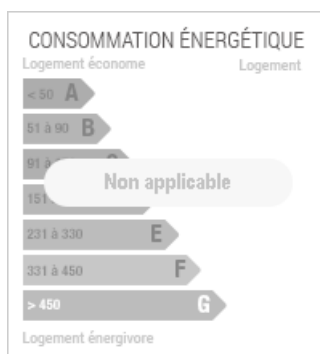 CONSOMMATION ÉNERGÉTIQUE
Logement économe Logement
< 50 A
51 à 90 B
91 à
Non applicable
151
231 à 330 E
331 à 450 F
> 450 G
Logement énergivore